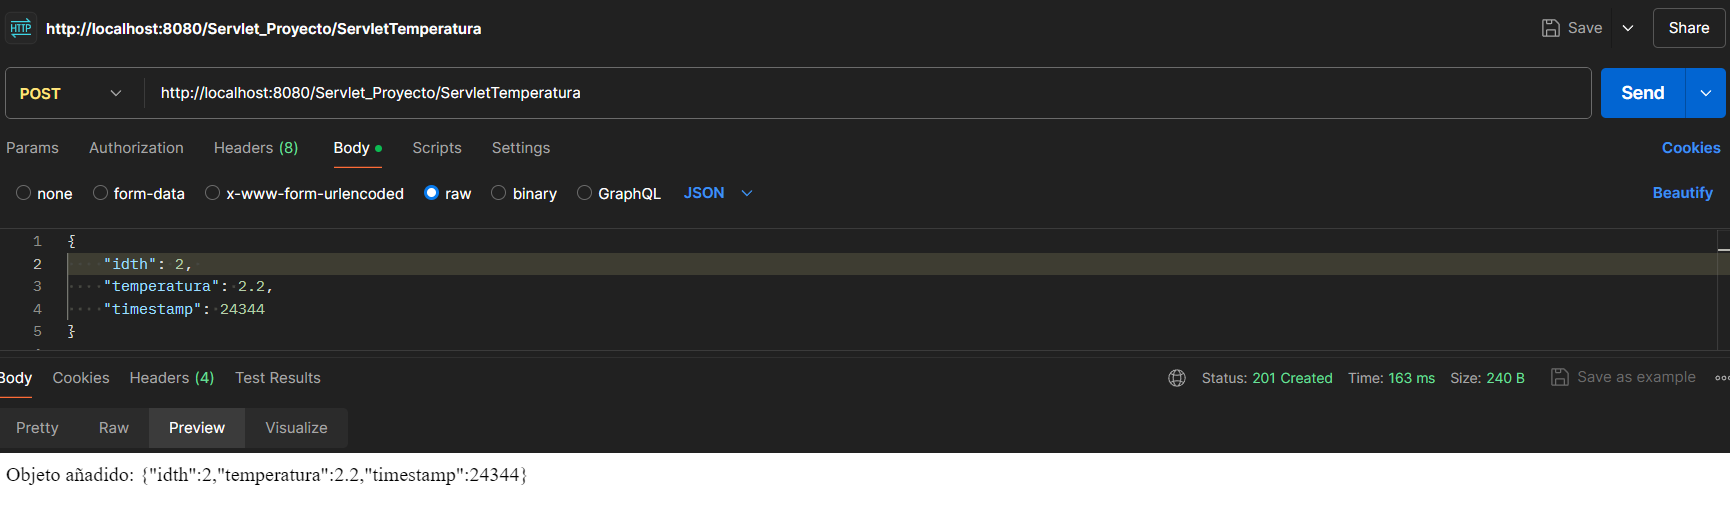 HTTP http://localhost:8080/Servlet_Proyecto/ServletTemperatura Save Share
POST http://localhost:8080/Servlet_Proyecto/ServletTemperatura Send
Params Authorization Headers (8) Body Scripts Settings Cookies
none form-data x-www-form-urlencoded raw binary GraphQL JSON Beautify
1 {
2 "idth": 2,
3 "temperatura": 2.2,
4 "timestamp": 24344
5 }
Body Cookies Headers (4) Test Results Status: 201 Created Time: 163 ms Size: 240 B Save as example
Pretty Raw Preview Visualize
Objeto añadido: {"idth":2,"temperatura":2.2,"timestamp":24344}